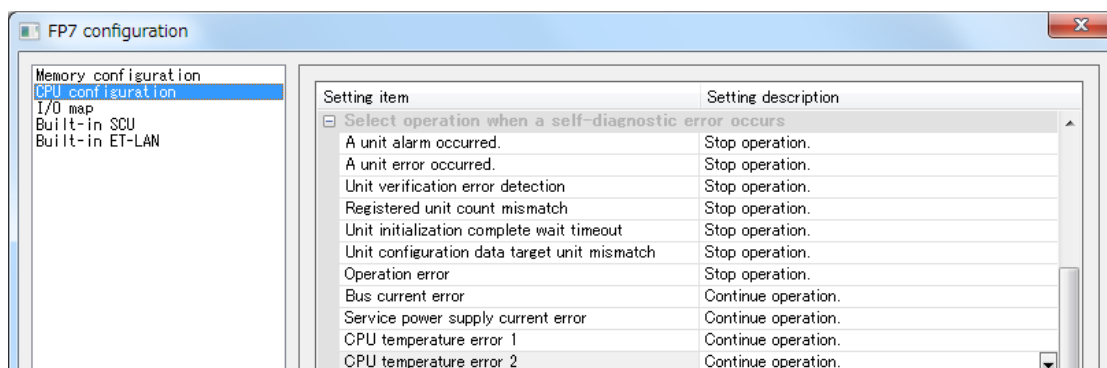 FP7 configuration
Memory configuration
CPU configuration
I/O map
Built-in SCU
Built-in ET-LAN
Setting item Setting description
Select operation when a self-diagnostic error occurs
A unit alarm occurred. Stop operation.
A unit error occurred. Stop operation.
Unit verification error detection Stop operation.
Registered unit count mismatch Stop operation.
Unit initialization complete wait timeout Stop operation.
Unit configuration data target unit mismatch Stop operation.
Operation error Stop operation.
Bus current error Continue operation.
Service power supply current error Continue operation.
CPU temperature error 1 Continue operation.
CPU temperature error 2 Continue operation.